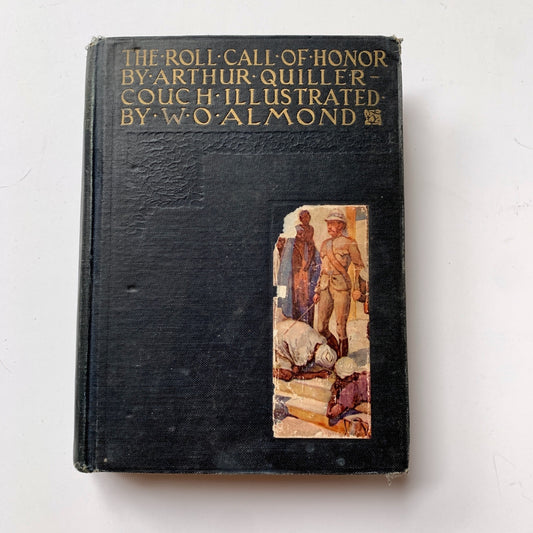 THE·ROLL·CALL·OF·HONOR
BY·ARTHUR·QUILLER-
COUCH·ILLUSTRATED·
BY·W·O·ALMOND